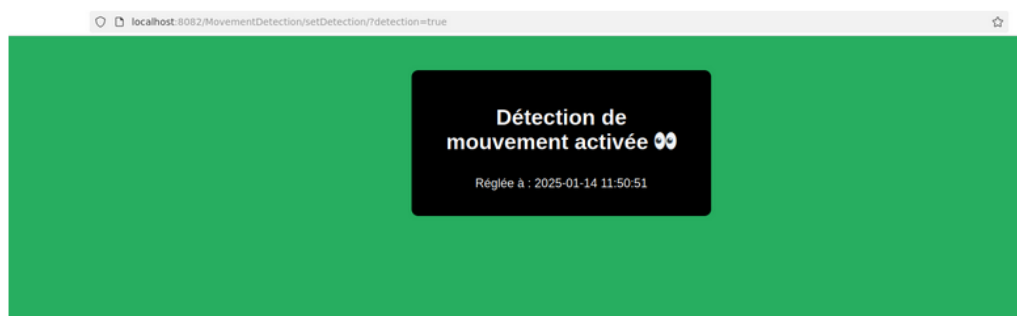 localhost:8082/MovementDetection/setDetection/?detection=true
Détection de
mouvement activée 👀
Réglée à : 2025-01-14 11:50:51